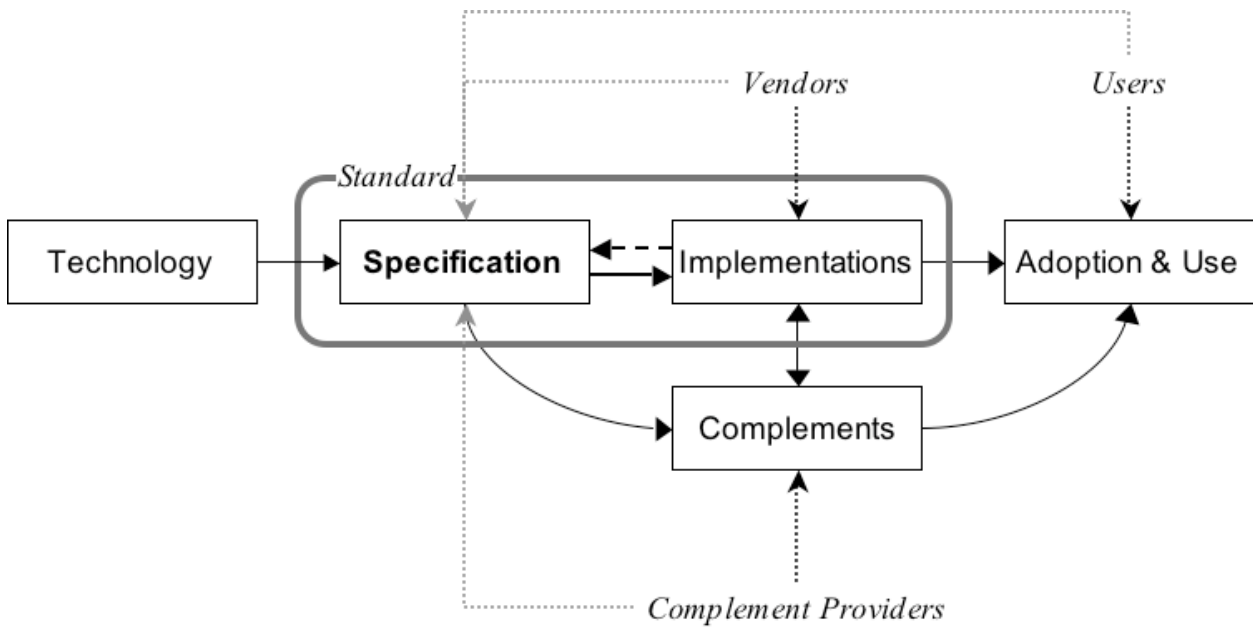 Vendors
Users
Standard
Technology
Specification
Implementations
Adoption & Use
Complements
Complement Providers